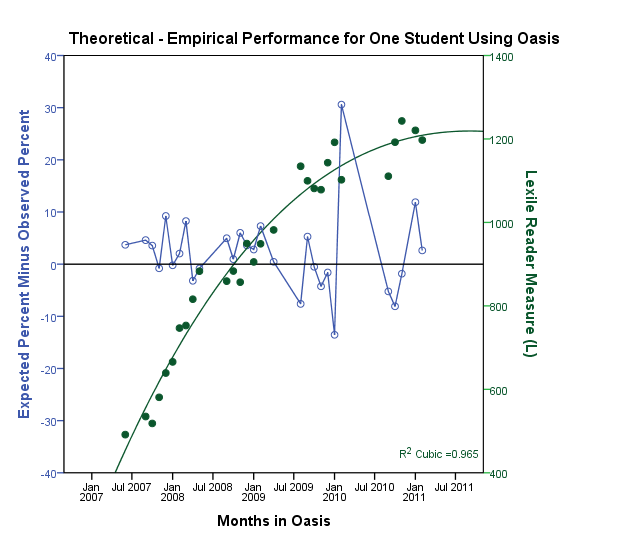 Theoretical - Empirical Performance for One Student Using Oasis
Expected Percent Minus Observed Percent
40
30
20
10
0
-10
-20
-30
-40
1400
1200
1000
800
600
400
Lexile Reader Measure (L)
R2 Cubic =0.965
Jan 2007
Jul 2007
Jan 2008
Jul 2008
Jan 2009
Jul 2009
Jan 2010
Jul 2010
Jan 2011
Jul 2011
Months in Oasis